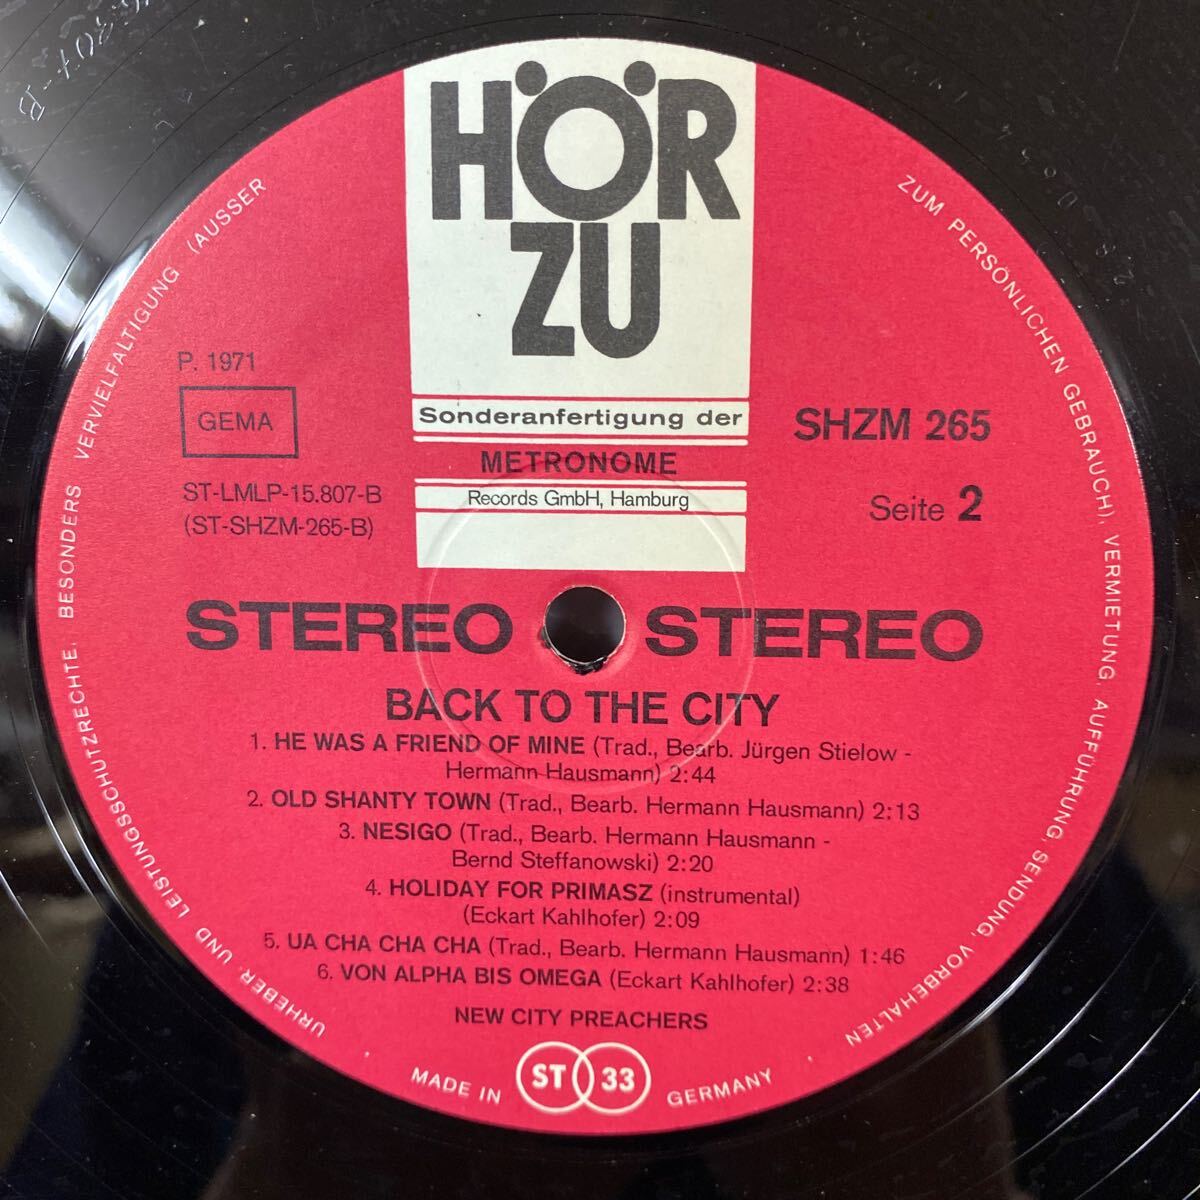 HÖR
ZU
P. 1971
GEMA
Sonderanfertigung der
METRONOME
Records GmbH, Hamburg
SHZM 265
Seite 2
ST-LMLP-15.807-B
(ST-SHZM-265-B)
STEREO STEREO
BACK TO THE CITY
1. HE WAS A FRIEND OF MINE (Trad., Bearb. Jürgen Stielow -
Hermann Hausmann) 2:44
2. OLD SHANTY TOWN (Trad., Bearb. Hermann Hausmann) 2:13
3. NESIGO (Trad., Bearb. Hermann Hausmann -
Bernd Steffanowski) 2:20
4. HOLIDAY FOR PRIMASZ (instrumental)
(Eckart Kahlhofer) 2:09
5. UA CHA CHA CHA (Trad., Bearb. Hermann Hausmann) 1:46
6. VON ALPHA BIS OMEGA (Eckart Kahlhofer) 2:38
NEW CITY PREACHERS
MADE IN ST 33 GERMANY
URHEBER- UND LEISTUNGSSCHUTZRECHTE, BESONDERS VERVIELFÄLTIGUNG (AUSSER
ZUM PERSÖNLICHEN GEBRAUCH), VERMIETUNG, AUFFÜHRUNG, SENDUNG, VORBEHALTEN